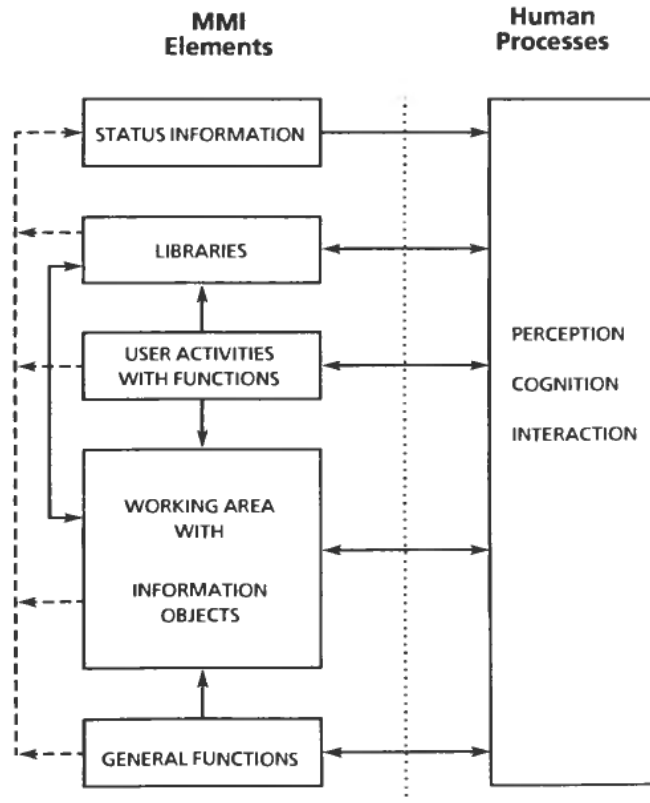 MMI
Elements
Human
Processes
STATUS INFORMATION
LIBRARIES
USER ACTIVITIES
WITH FUNCTIONS
WORKING AREA
WITH
INFORMATION
OBJECTS
GENERAL FUNCTIONS
PERCEPTION
COGNITION
INTERACTION